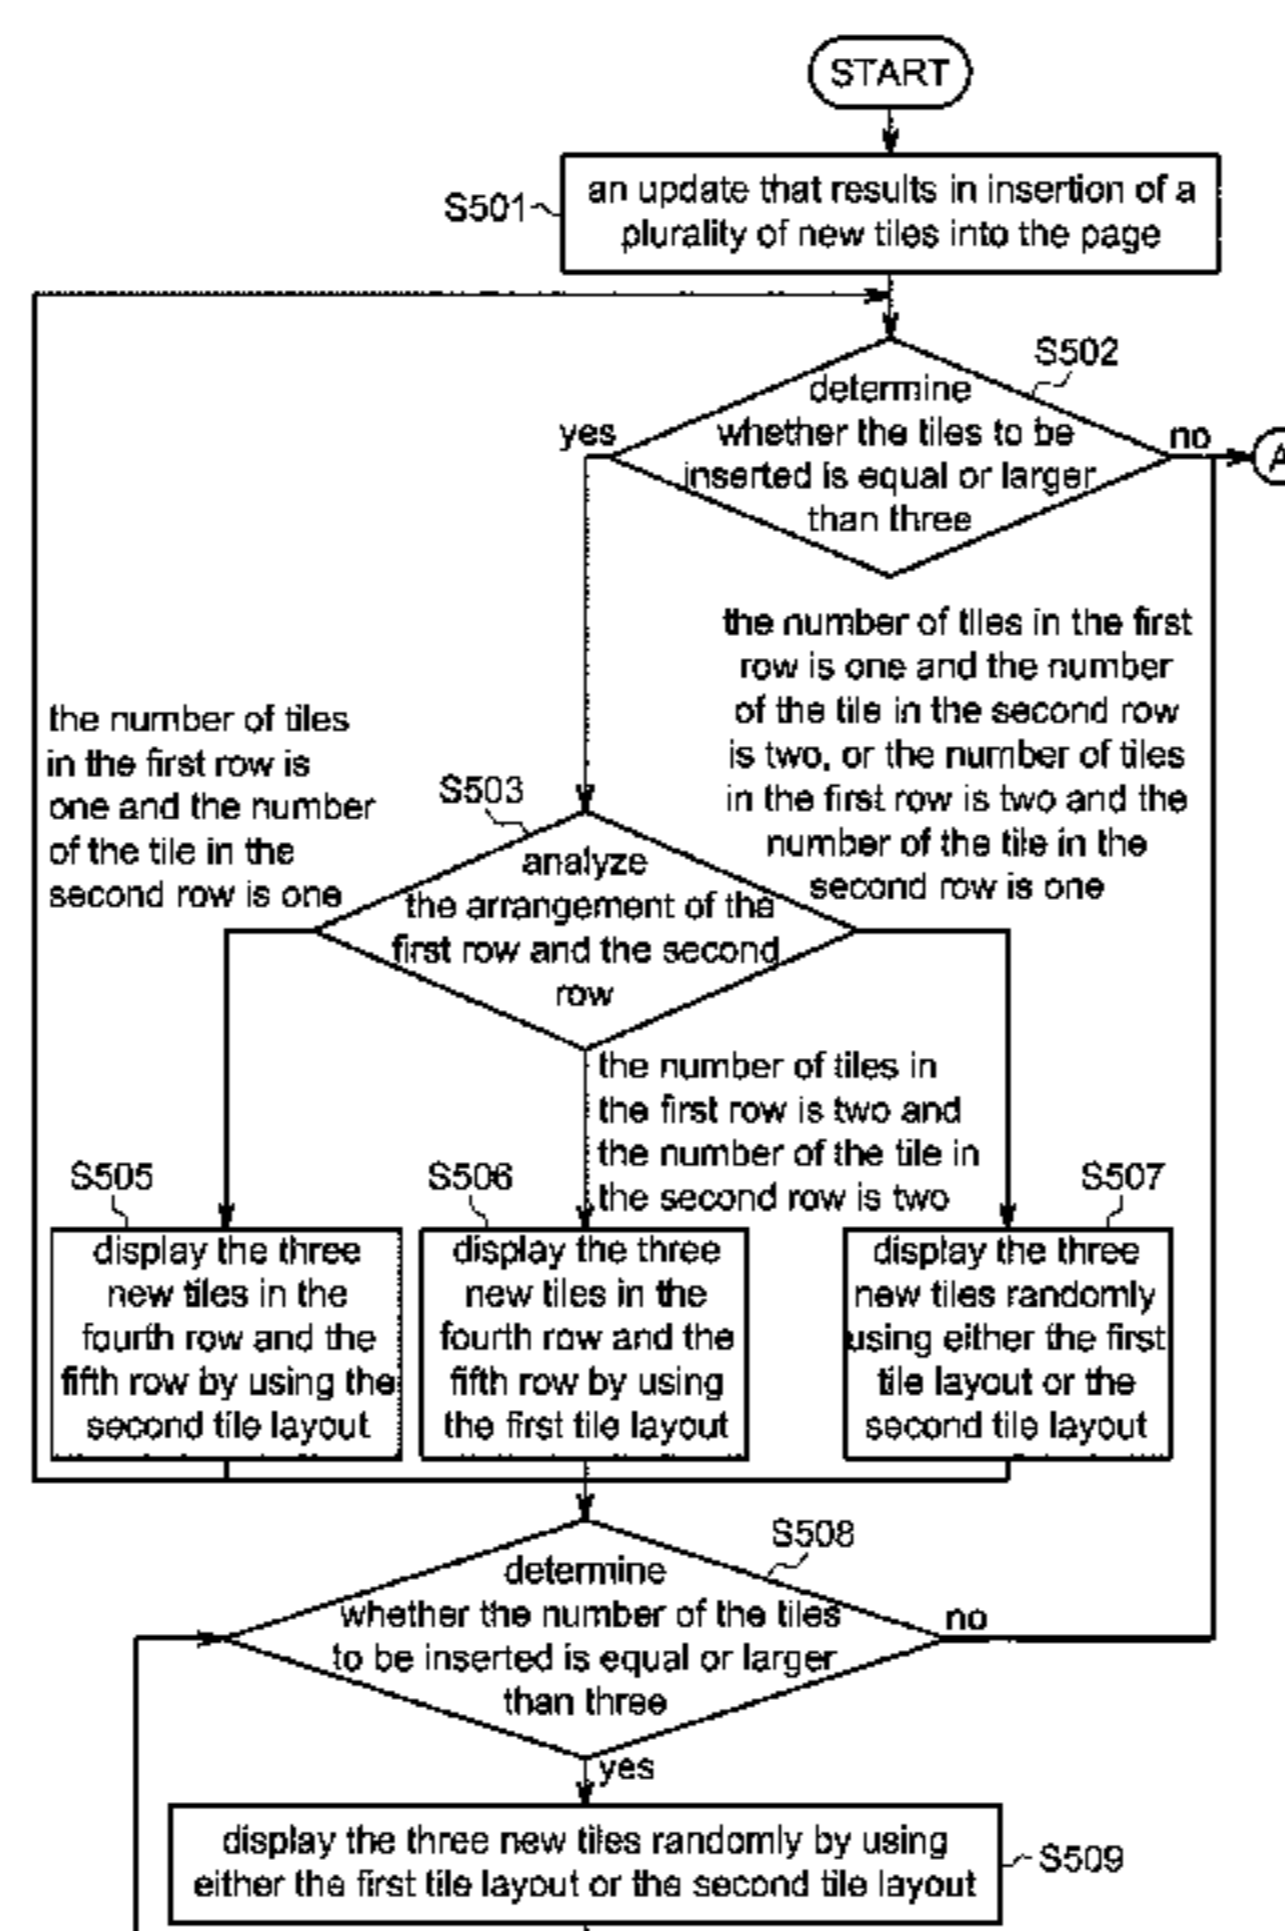 START
S501
an update that results in insertion of a
plurality of new tiles into the page
S502
determine
whether the tiles to be
inserted is equal or larger
than three
yes
no
A
the number of tiles in the first
row is one and the number
of the tile in the second row
is two, or the number of tiles
in the first row is two and the
number of the tile in the
second row is one
the number of tiles
in the first row is
one and the number
of the tile in the
second row is one
S503
analyze
the arrangement of the
first row and the second
row
the number of tiles in
the first row is two and
the number of the tile in
the second row is two
S505
display the three
new tiles in the
fourth row and the
fifth row by using the
second tile layout
S506
display the three
new tiles in the
fourth row and the
fifth row by using
the first tile layout
S507
display the three
new tiles randomly
using either the first
tile layout or the
second tile layout
S508
determine
whether the number of the tiles
to be inserted is equal or larger
than three
no
yes
display the three new tiles randomly by using
either the first tile layout or the second tile layout
S509